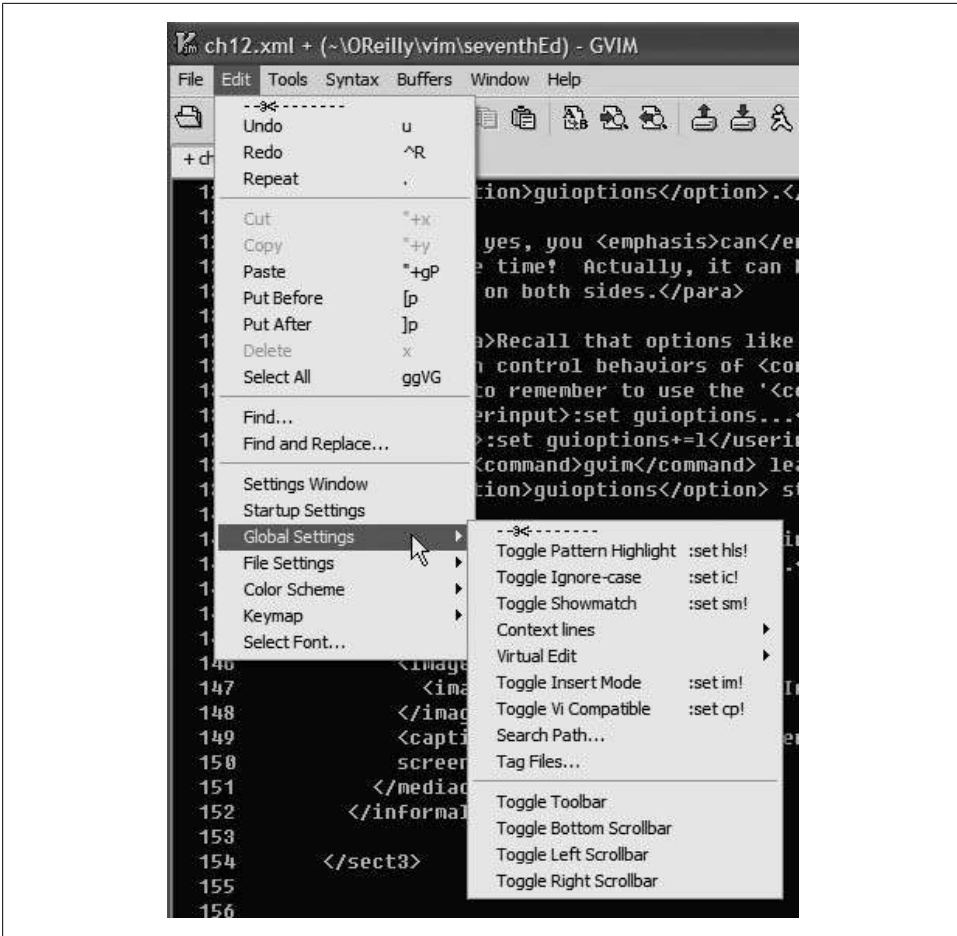 ch12.xml + (~\OReilly\vim\seventhEd) - GVIM
File Edit Tools Syntax Buffers Window Help
Undo u
Redo ^R
Repeat .
Cut "+x
Copy "+y
Paste "+gP
Put Before [p
Put After ]p
Delete x
Select All ggVG
Find...
Find and Replace...
Settings Window
Startup Settings
Global Settings
File Settings
Color Scheme
Keymap
Select Font...
Toggle Pattern Highlight :set hls!
Toggle Ignore-case :set ic!
Toggle Showmatch :set sm!
Context lines
Virtual Edit
Toggle Insert Mode :set im!
Toggle Vi Compatible :set cp!
Search Path...
Tag Files...
Toggle Toolbar
Toggle Bottom Scrollbar
Toggle Left Scrollbar
Toggle Right Scrollbar
+ ch
tion>guioptions</option>.</
yes, you <emphasis>can</e
time! Actually, it can
on both sides.</para>
a>Recall that options like
control behaviors of <co
to remember to use the '<c
erinput>:set guioptions...<
>:set guioptions+=l</useri
<command>gvim</command> le
tion>guioptions</option> s
146 <image
147 <ima
148 </imag
149 <capti
150 screen
151 </mediao
152 </informal
153
154 </sect3>
155
156